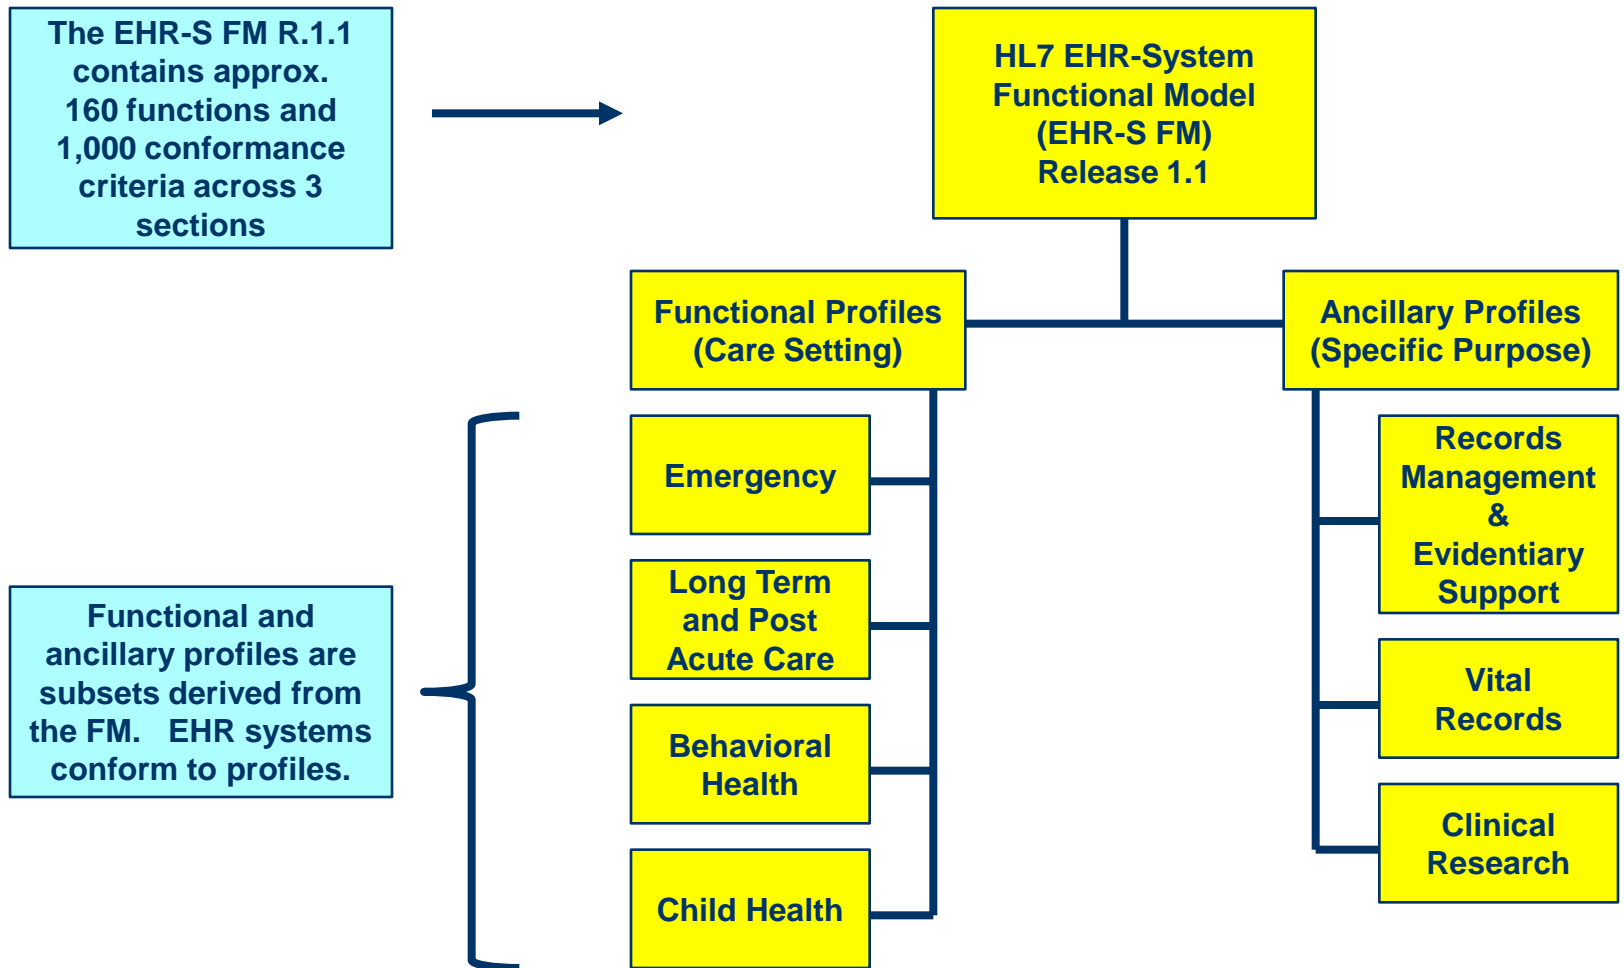 The EHR-S FM R.1.1
contains approx.
160 functions and
1,000 conformance
criteria across 3
sections
HL7 EHR-System
Functional Model
(EHR-S FM)
Release 1.1
Functional Profiles
(Care Setting)
Ancillary Profiles
(Specific Purpose)
Emergency
Long Term
and Post
Acute Care
Behavioral
Health
Child Health
Records
Management
&
Evidentiary
Support
Vital
Records
Clinical
Research
Functional and
ancillary profiles are
subsets derived from
the FM.   EHR systems
conform to profiles.